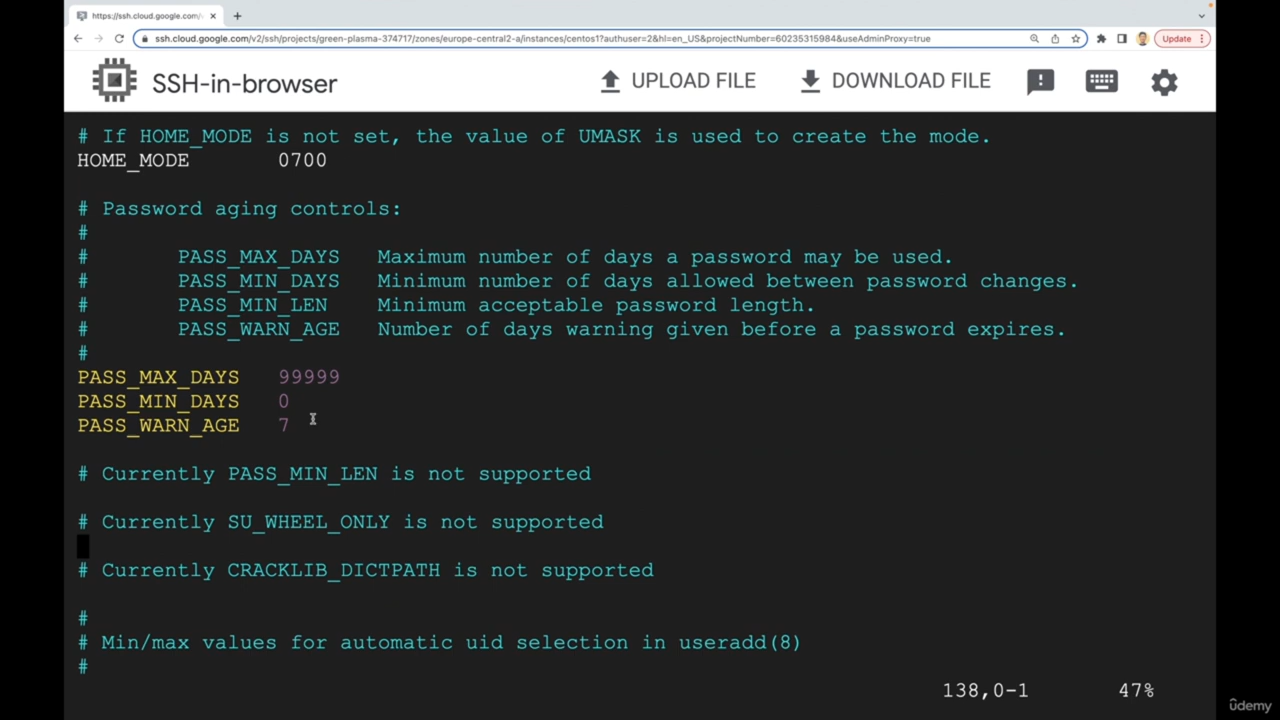 https://ssh.cloud.google.com/v
ssh.cloud.google.com/v2/ssh/projects/green-plasma-374717/zones/europe-central2-a/instances/centos1?authuser=2&hl=en_US&projectNumber=60235315984&useAdminProxy=true
Update
SSH-in-browser
UPLOAD FILE
DOWNLOAD FILE
# If HOME_MODE is not set, the value of UMASK is used to create the mode.
HOME_MODE 0700
# Password aging controls:
#
# PASS_MAX_DAYS Maximum number of days a password may be used.
# PASS_MIN_DAYS Minimum number of days allowed between password changes.
# PASS_MIN_LEN Minimum acceptable password length.
# PASS_WARN_AGE Number of days warning given before a password expires.
#
PASS_MAX_DAYS 99999
PASS_MIN_DAYS 0
PASS_WARN_AGE 7
# Currently PASS_MIN_LEN is not supported
# Currently SU_WHEEL_ONLY is not supported
# Currently CRACKLIB_DICTPATH is not supported
#
# Min/max values for automatic uid selection in useradd(8)
#
138,0-1 47%
udemy